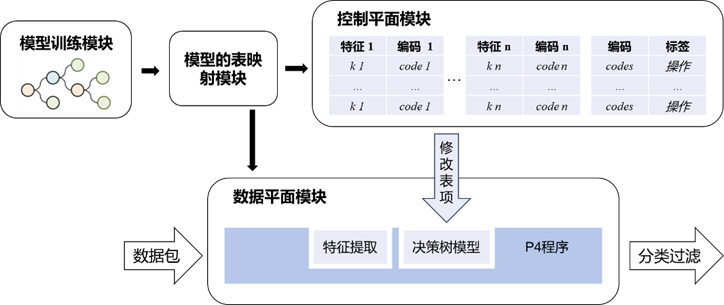 模型训练模块
模型的表映
射模块
控制平面模块
特征 1 编码 1 特征 n 编码 n 编码 标签
k 1 code 1 k n code n codes 操作
... ... ... ... ... ... ...
k 1 code 1 k n code n codes 操作
修改表项
数据平面模块
数据包
特征提取
决策树模型
P4程序
分类过滤